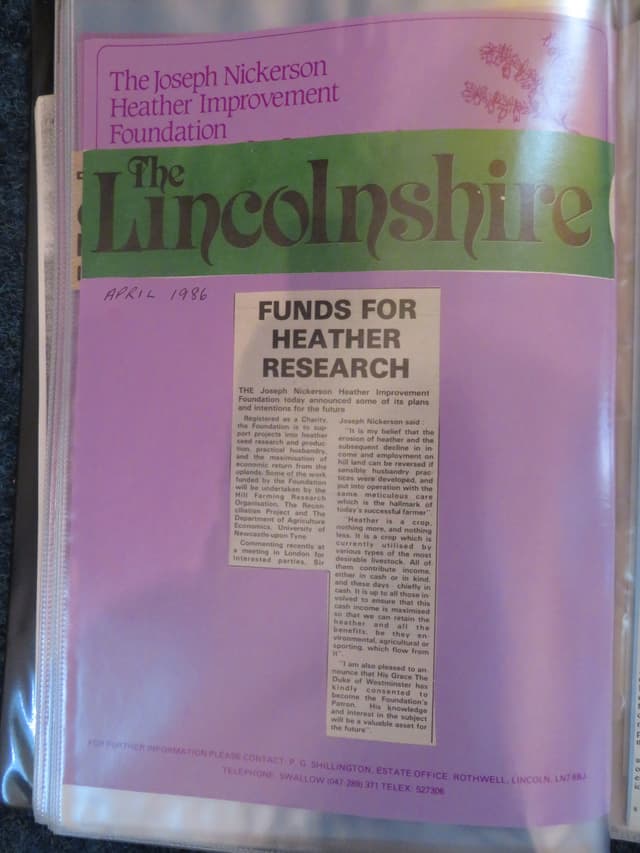 The Joseph Nickerson
Heather Improvement
Foundation
The
Lincolnshire
APRIL 1986
FUNDS FOR
HEATHER
RESEARCH
THE Joseph Nickerson Heather Improvement
Foundation today announced some of its plans
and intentions for the future
Registered as a Charity,
the Foundation is to sup-
port projects into heather
seed research and produc-
tion, practical husbandry,
and the maximisation of
economic return from the
uplands. Some of the work
funded by the Foundation
will be undertaken by the
Hill Farming Research
Organisation, The Recon-
ciliation Project and The
Department of Agriculture
Economics, University of
Newcastle upon Tyne
Commenting recently at
a meeting in London for
interested parties, Sir
Joseph Nickerson said:
"It is my belief that the
erosion of heather and the
subsequent decline in in-
come and employment on
hill land can be reversed if
sensible husbandry prac-
tices were developed, and
put into operation with the
same meticulous care
which is the hallmark of
today's successful farmer".
"Heather is a crop,
nothing more, and nothing
less. It is a crop which is
currently utilised by
various types of the most
desirable livestock. All of
them contribute income,
either in cash or in kind,
and these days - chiefly in
cash. It is up to all those in-
volved to ensure that this
cash income is maximised
so that we can retain the
heather and all the
benefits, be they en-
vironmental, agricultural or
sporting, which flow from
it".
"I am also pleased to an-
nounce that His Grace The
Duke of Westminster has
kindly consented to
become the Foundation's
Patron. His knowledge
and interest in the subject
will be a valuable asset for
the future".
FOR FURTHER INFORMATION PLEASE CONTACT: P. G. SHILLINGTON, ESTATE OFFICE, ROTHWELL, LINCOLN, LN7
TELEPHONE: SWALLOW (047-289) 371 TELEX: 527306